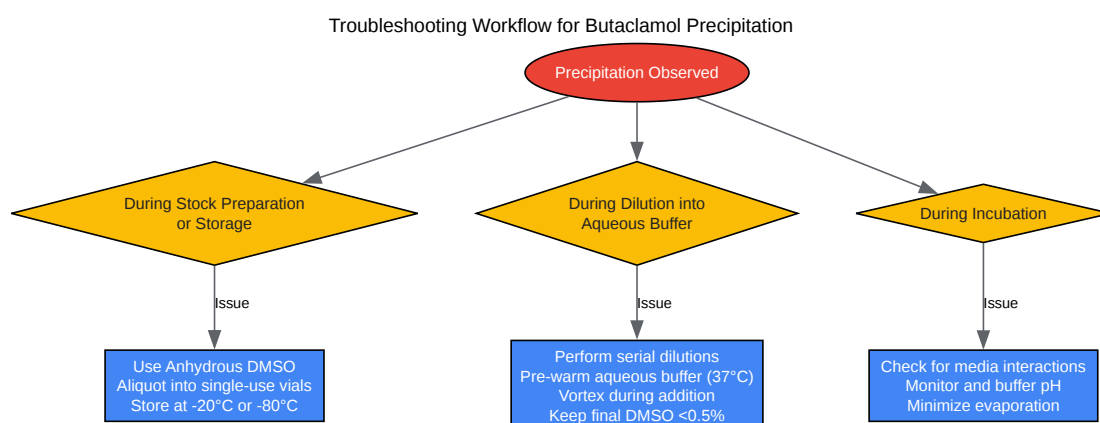 Troubleshooting Workflow for Butaclamol Precipitation
Precipitation Observed
During Stock Preparation
or Storage
During Dilution into
Aqueous Buffer
During Incubation
Issue
Issue
Issue
Use Anhydrous DMSO
Aliquot into single-use vials
Store at -20°C or -80°C
Perform serial dilutions
Pre-warm aqueous buffer (37°C)
Vortex during addition
Keep final DMSO <0.5%
Check for media interactions
Monitor and buffer pH
Minimize evaporation